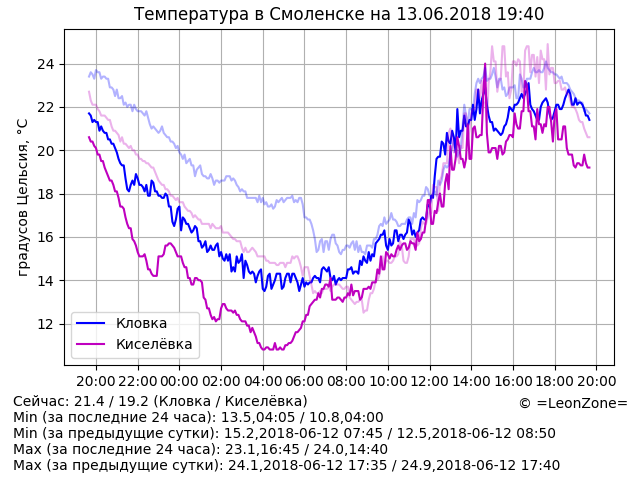 Температура в Смоленске на 13.06.2018 19:40
градусов Цельсия, °C
24
22
20
18
16
14
12
Кловка
Киселёвка
20:00 22:00 00:00 02:00 04:00 06:00 08:00 10:00 12:00 14:00 16:00 18:00 20:00
Сейчас: 21.4 / 19.2 (Кловка / Киселёвка)
© =LeonZone=
Min (за последние 24 часа): 13.5,04:05 / 10.8,04:00
Min (за предыдущие сутки): 15.2,2018-06-12 07:45 / 12.5,2018-06-12 08:50
Max (за последние 24 часа): 23.1,16:45 / 24.0,14:40
Max (за предыдущие сутки): 24.1,2018-06-12 17:35 / 24.9,2018-06-12 17:40